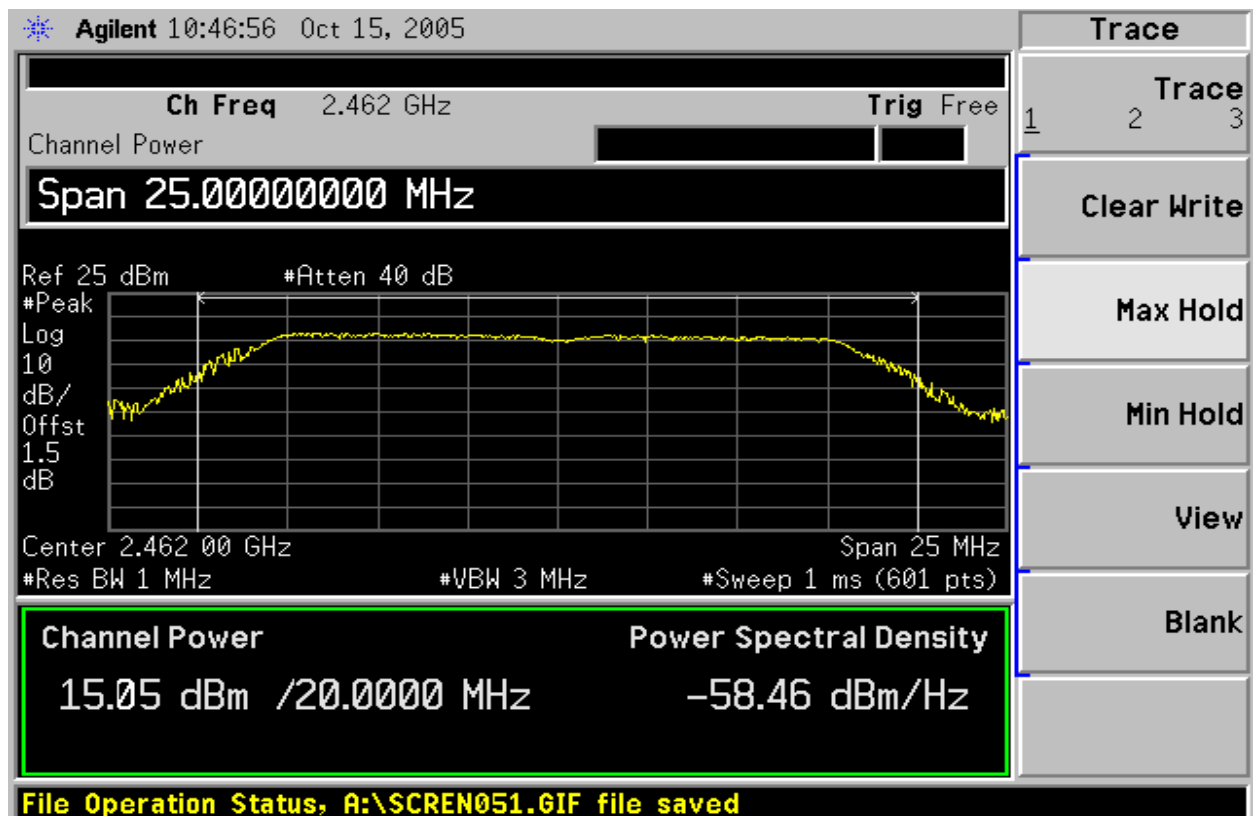 Agilent 10:46:56 Oct 15, 2005
Trace
Ch Freq 2.462 GHz Trig Free
Channel Power
Trace
1 2 3
Span 25.00000000 MHz
Clear Write
Ref 25 dBm #Atten 40 dB
#Peak
Log
10
dB/
Offst
1.5
dB
Max Hold
Min Hold
View
Center 2.462 00 GHz Span 25 MHz
#Res BW 1 MHz #VBW 3 MHz #Sweep 1 ms (601 pts)
Blank
Channel Power Power Spectral Density
15.05 dBm /20.0000 MHz -58.46 dBm/Hz
File Operation Status, A:\SCREN051.GIF file saved